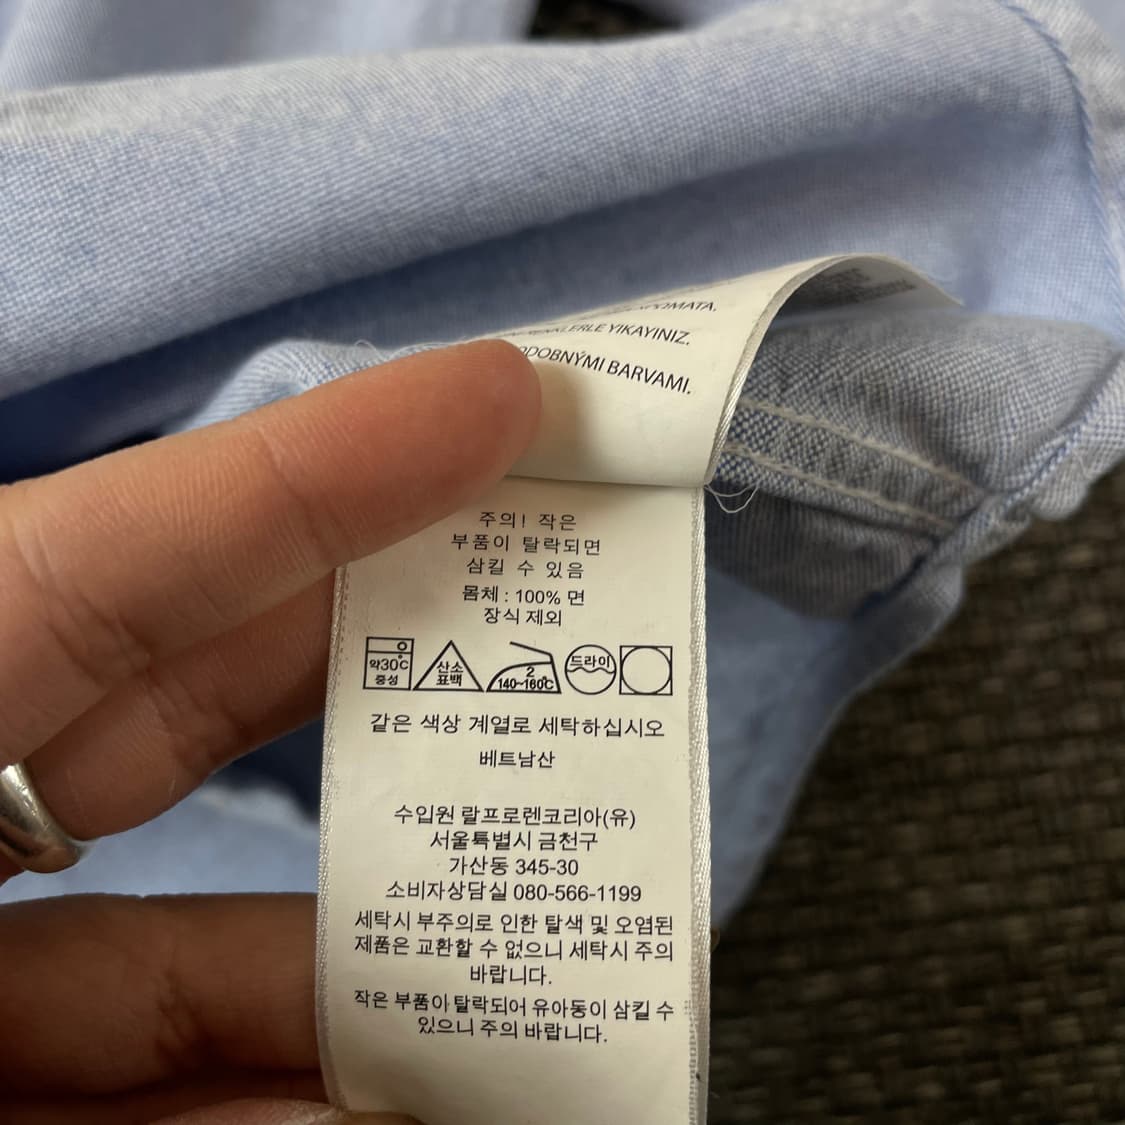 YIKAYINIZ.
BARVAMI.
주의! 작은
부품이 탈락되면
삼킬 수 있음
몸체 : 100% 면
장식 제외
약30℃
중성
산소
표백
2
140~160℃
드라이
같은 색상 계열로 세탁하십시오
베트남산
수입원 랄프로렌코리아(유)
서울특별시 금천구
가산동 345-30
소비자상담실 080-566-1199
세탁시 부주의로 인한 탈색 및 오염된
제품은 교환할 수 없으니 세탁시 주의
바랍니다.
작은 부품이 탈락되어 유아동이 삼킬 수
있으니 주의 바랍니다.